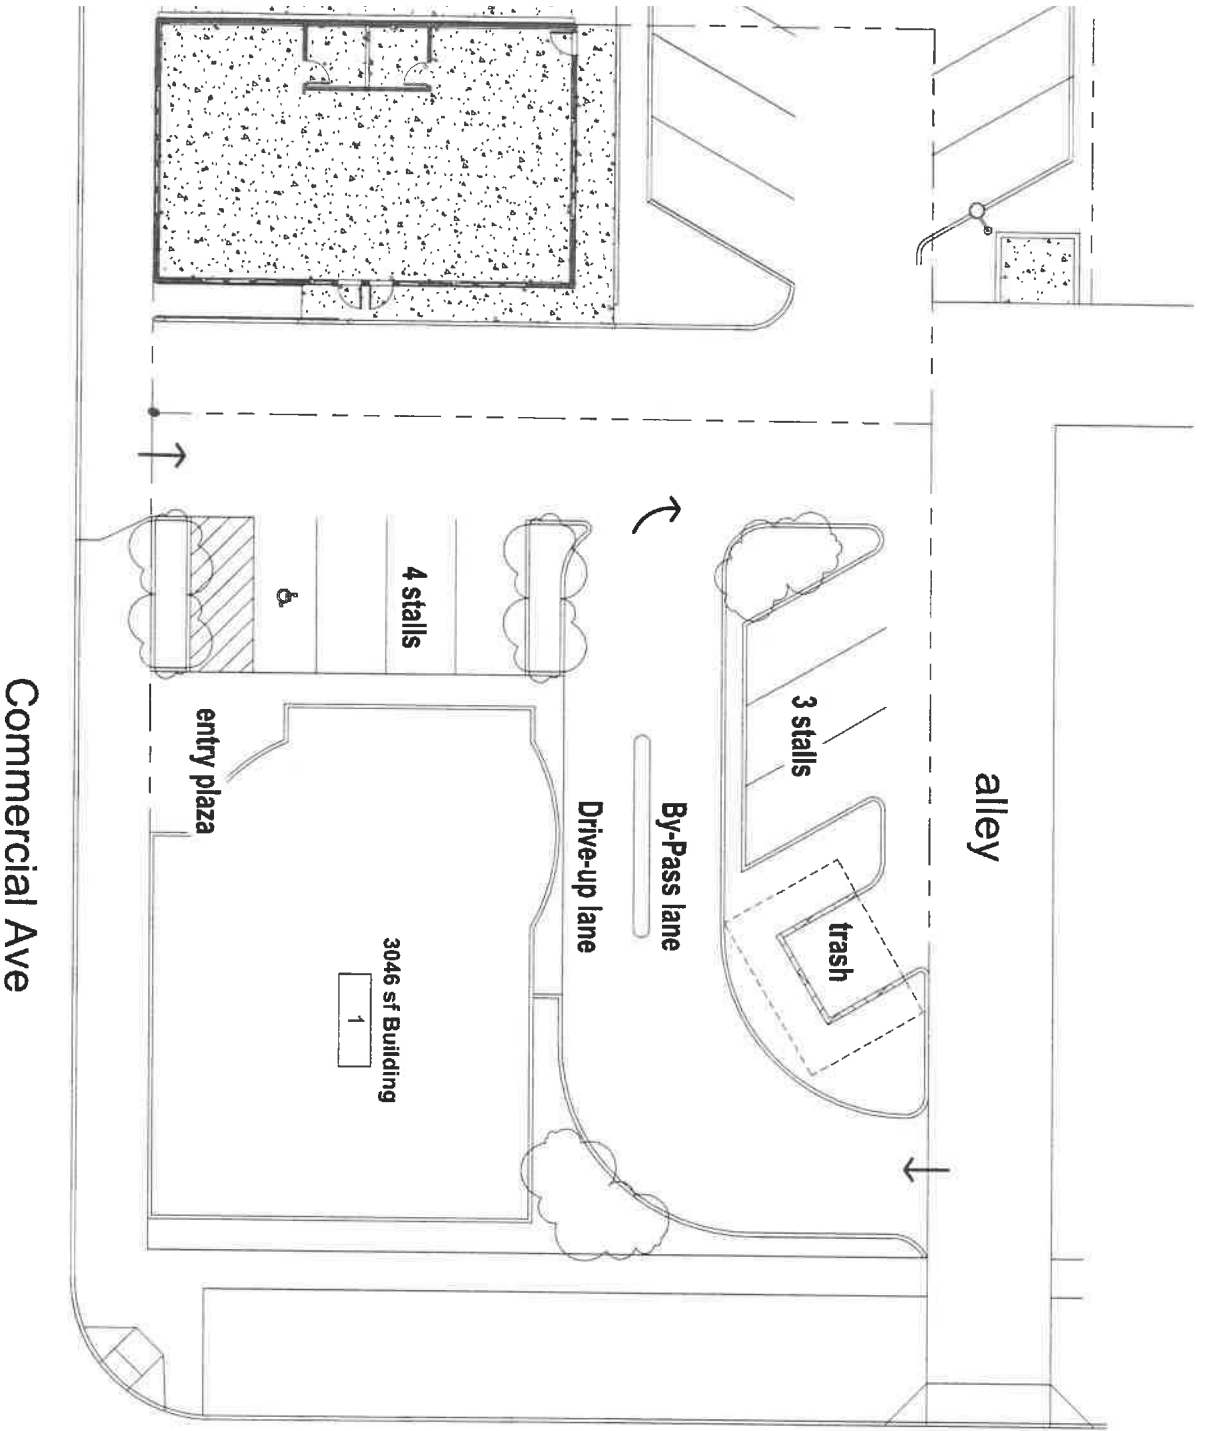 alley
3 stalls
trash
By-Pass lane
Drive-up lane
4 stalls
3046 sf Building
1
entry plaza
Commercial Ave